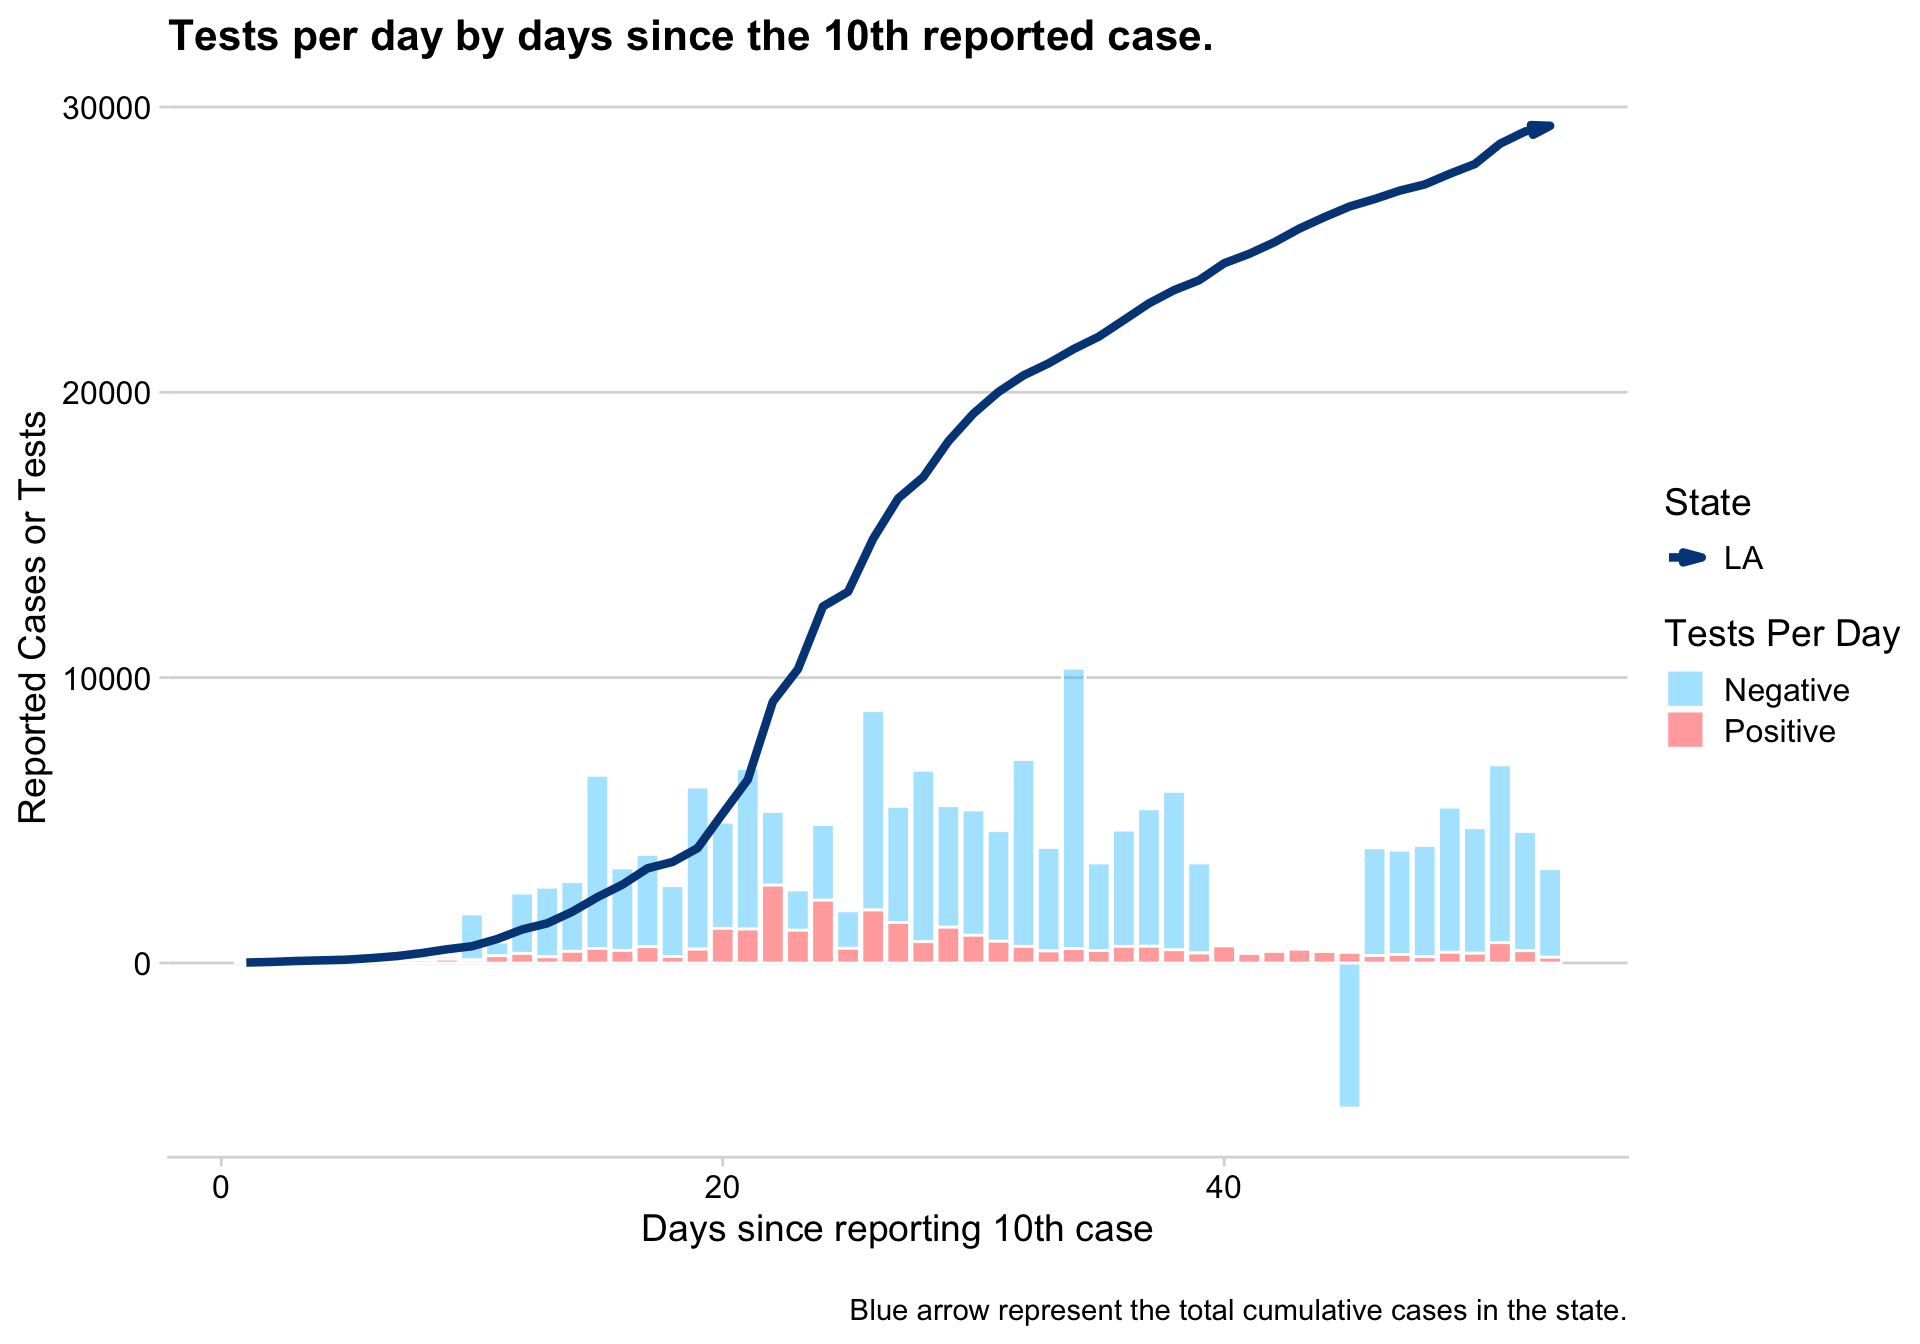 Tests per day by days since the 10th reported case.
30000
20000
10000
0
Reported Cases or Tests
0
20
40
Days since reporting 10th case
State
LA
Tests Per Day
Negative
Positive
Blue arrow represent the total cumulative cases in the state.